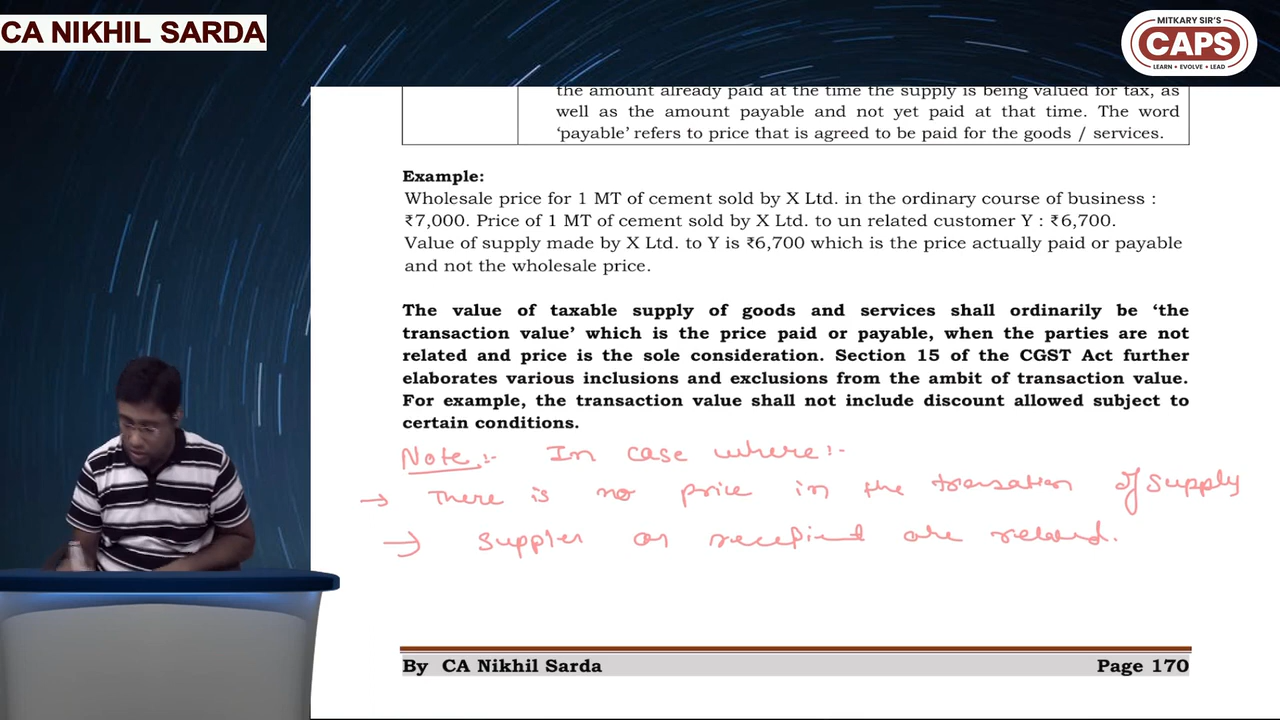 CA NIKHIL SARDA
MITKARY SIR'S
CAPS
LEARN • EVOLVE • LEAD
the amount already paid at the time the supply is being valued for tax, as
well as the amount payable and not yet paid at that time. The word
‘payable’ refers to price that is agreed to be paid for the goods / services.
Example:
Wholesale price for 1 MT of cement sold by X Ltd. in the ordinary course of business :
₹7,000. Price of 1 MT of cement sold by X Ltd. to un related customer Y : ₹6,700.
Value of supply made by X Ltd. to Y is ₹6,700 which is the price actually paid or payable
and not the wholesale price.
The value of taxable supply of goods and services shall ordinarily be ‘the
transaction value’ which is the price paid or payable, when the parties are not
related and price is the sole consideration. Section 15 of the CGST Act further
elaborates various inclusions and exclusions from the ambit of transaction value.
For example, the transaction value shall not include discount allowed subject to
certain conditions.
Note:- In case where:-
→ There is no price in the of supply
→ or are
By CA Nikhil Sarda
Page 170